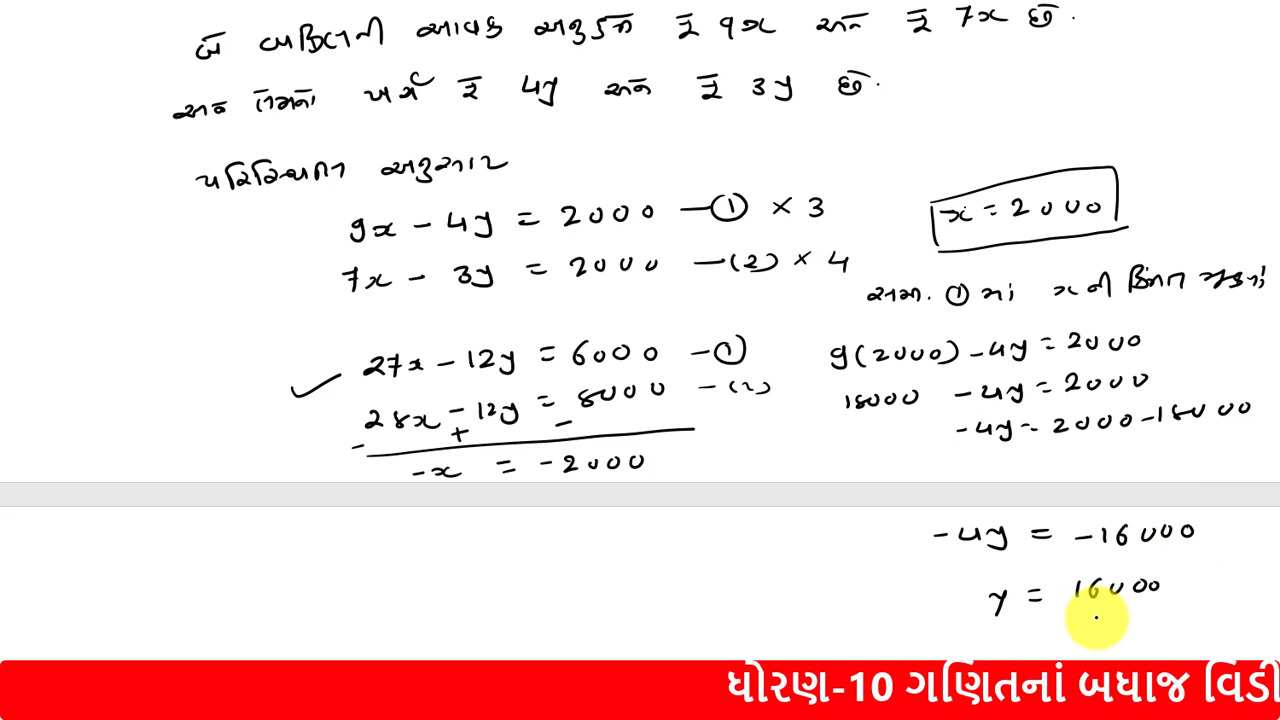 બે વ્યક્તિની આવક અનુક્રમે ₹ 9x અને ₹ 7x છે.
અને તેમના ખર્ચ ₹ 4y અને ₹ 3y છે.
પરિસ્થિતિ અનુસાર
9x - 4y = 2000 —① × 3
7x - 3y = 2000 —(2) × 4
27x - 12y = 6000 —①
28x - 12y = 8000 —(2)
- + -
-x = -2000
x = 2000
સમી. ① માં x ની કિંમત મૂકતાં
9(2000) - 4y = 2000
18000 - 4y = 2000
-4y = 2000 - 18000
-4y = -16000
y = 16000
ધોરણ-10 ગણિતનાં બધાજ વિડી